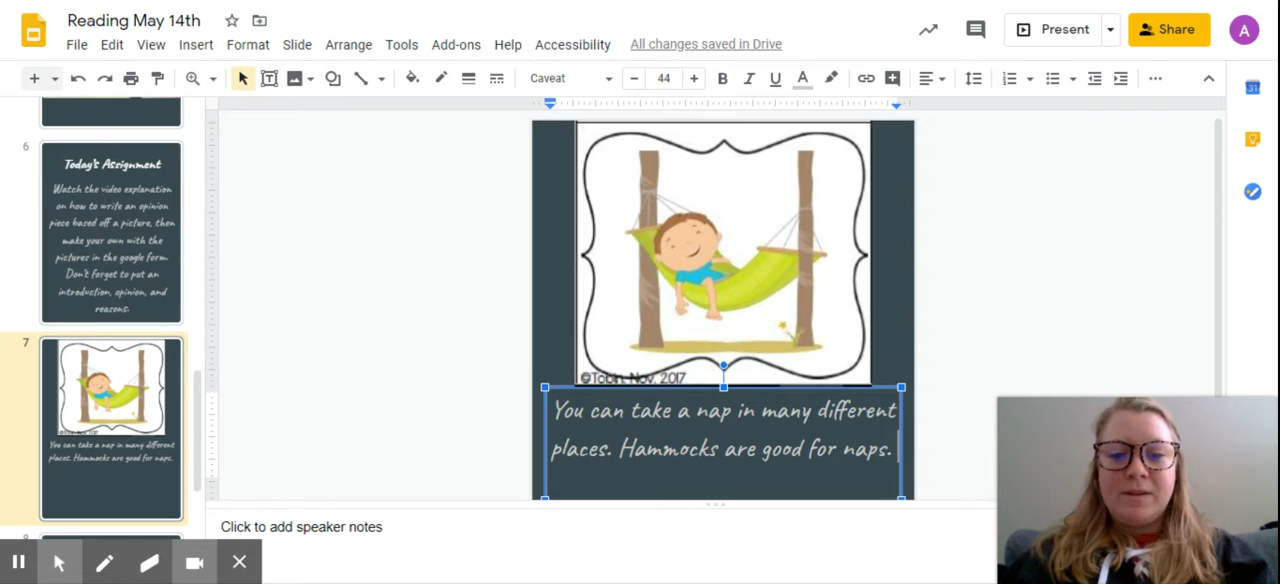 Reading May 14th
File Edit View Insert Format Slide Arrange Tools Add-ons Help Accessibility All changes saved in Drive
Present
Share
A
Caveat
44
B I U A
31
6
Today's Assignment
Watch the video explanation
on how to write an opinion
piece based off a picture, then
make your own with the
pictures in the google form.
Don't forget to put an
introduction, opinion, and
reasons.
7
You can take a nap in many different
places. Hammocks are good for naps.
©Tobin, Nov. 2017
You can take a nap in many different
places. Hammocks are good for naps.
Click to add speaker notes